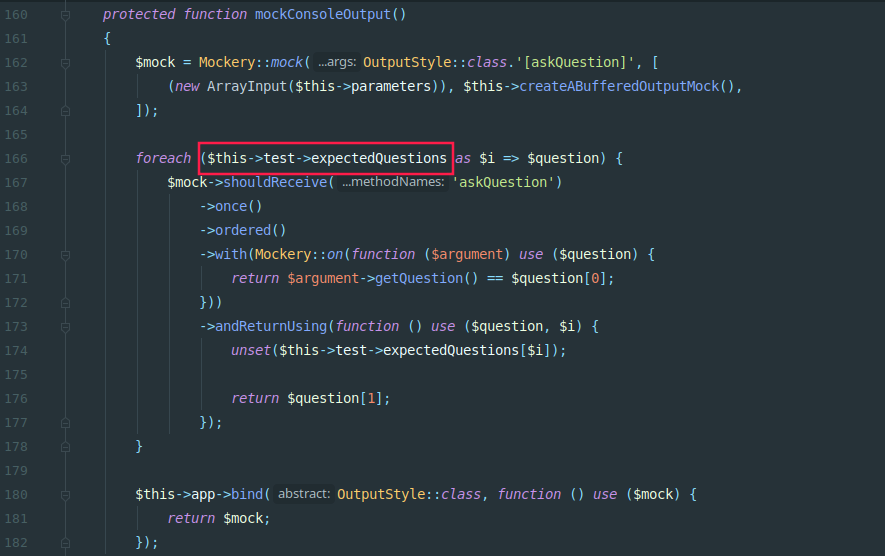 160 protected function mockConsoleOutput()
161 {
162 $mock = Mockery::mock( ...args: OutputStyle::class.'[askQuestion]', [
163 (new ArrayInput($this->parameters)), $this->createABufferedOutputMock(),
164 ]);
165
166 foreach ($this->test->expectedQuestions as $i => $question) {
167 $mock->shouldReceive( ...methodNames: 'askQuestion')
168 ->once()
169 ->ordered()
170 ->with(Mockery::on(function ($argument) use ($question) {
171 return $argument->getQuestion() == $question[0];
172 }))
173 ->andReturnUsing(function () use ($question, $i) {
174 unset($this->test->expectedQuestions[$i]);
175
176 return $question[1];
177 });
178 }
179
180 $this->app->bind( abstract: OutputStyle::class, function () use ($mock) {
181 return $mock;
182 });